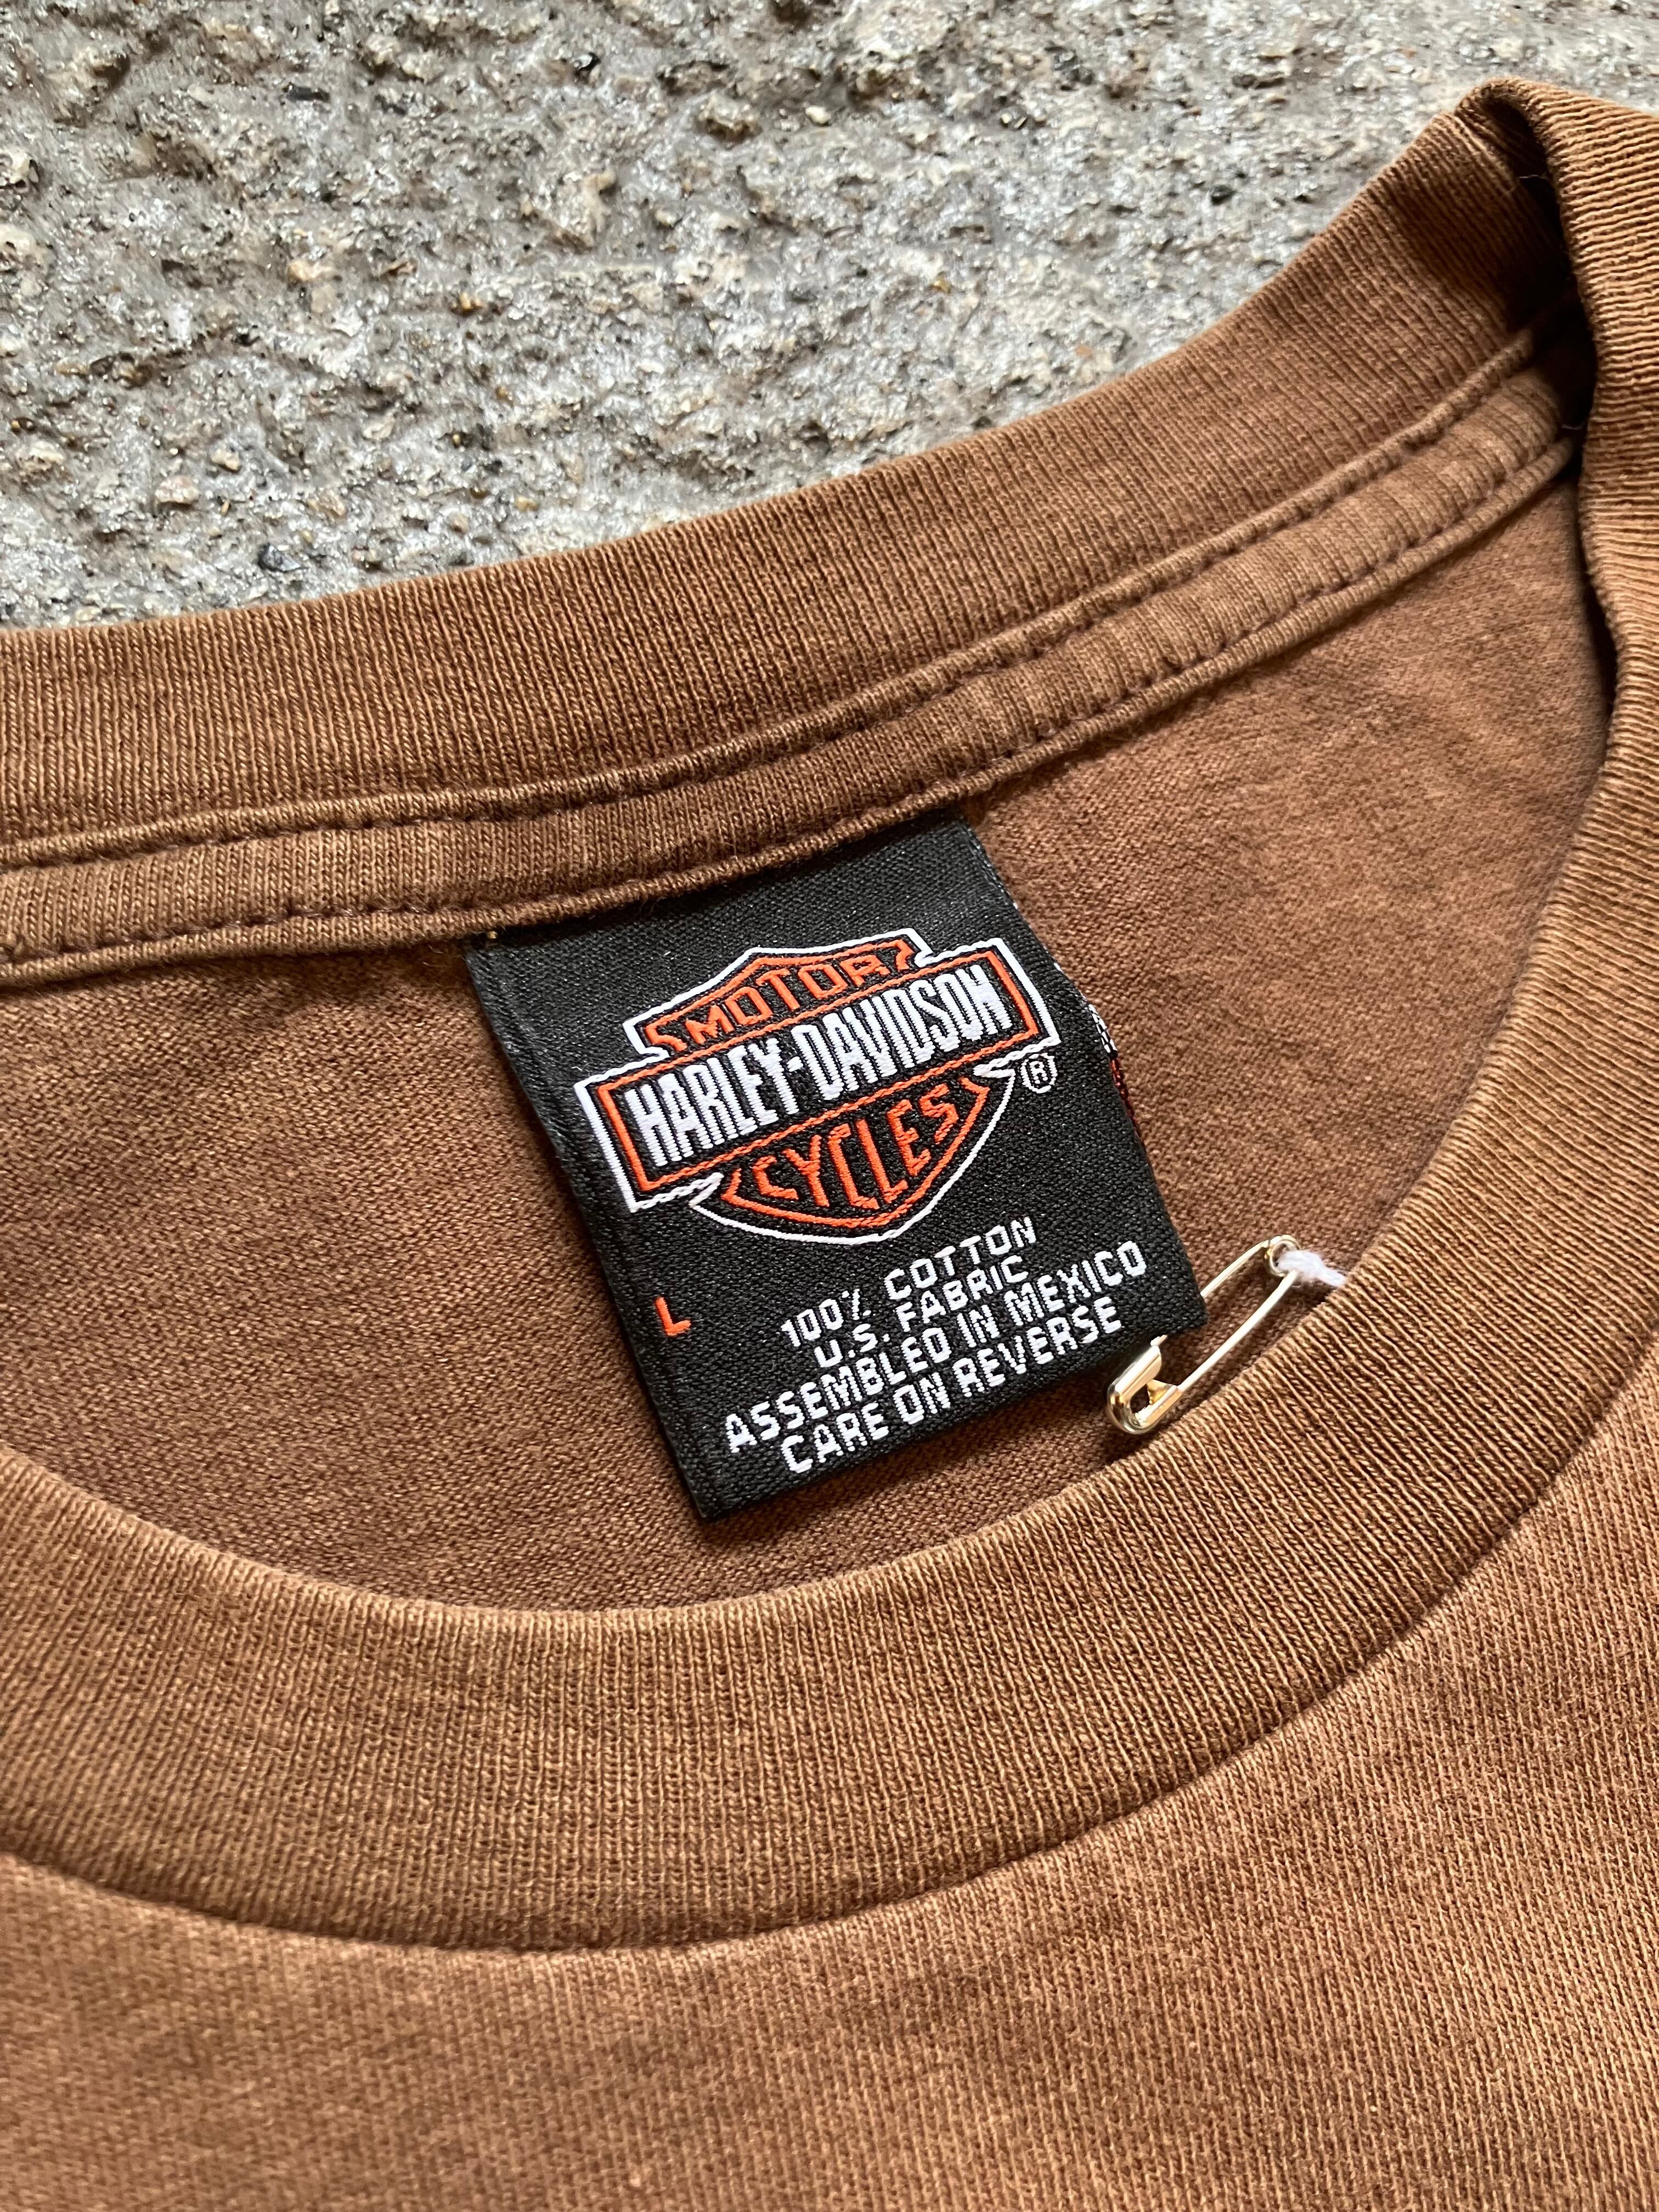 MOTOR
HARLEY-DAVIDSON
®
CYCLES
L
100% COTTON
U.S. FABRIC
ASSEMBLED IN MEXICO
CARE ON REVERSE